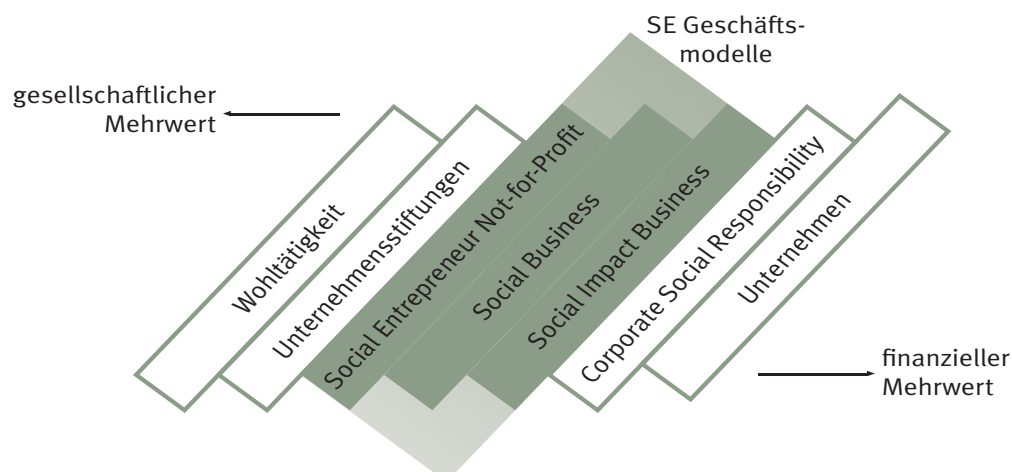 SE Geschäfts-
modelle
gesellschaftlicher
Mehrwert
Wohltätigkeit
Unternehmensstiftungen
Social Entrepreneur Not-for-Profit
Social Business
Social Impact Business
Corporate Social Responsibility
Unternehmen
finanzieller
Mehrwert